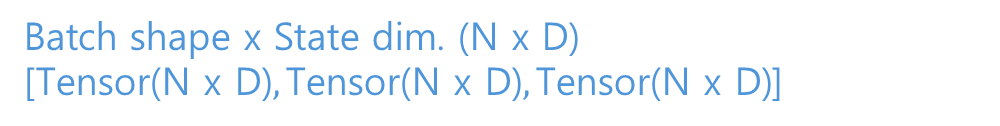 Batch shape x State dim. (N x D)
[Tensor(N x D), Tensor(N x D), Tensor(N x D)]